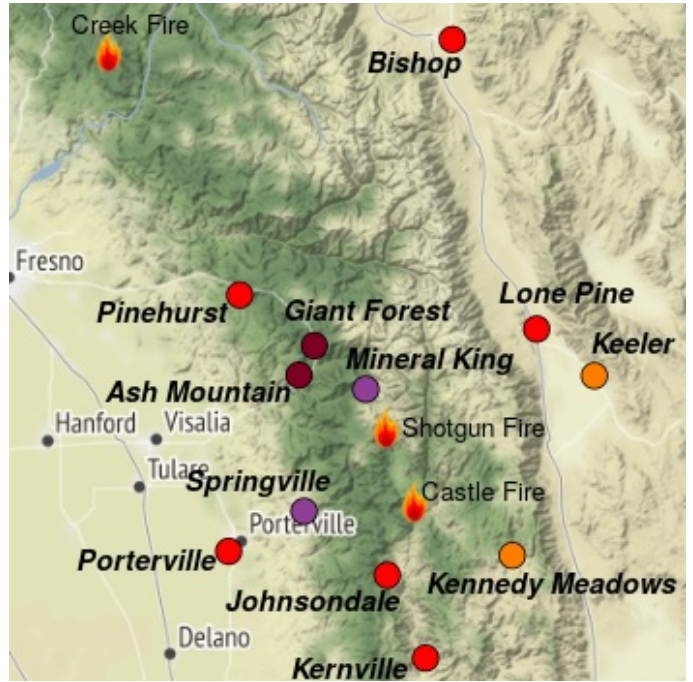 Creek Fire
Bishop
Fresno
Pinehurst
Giant Forest
Lone Pine
Keeler
Mineral King
Ash Mountain
Hanford
Visalia
Shotgun Fire
Tulare
Springville
Castle Fire
Porterville
Porterville
Johnsondale
Kennedy Meadows
Delano
Kernville